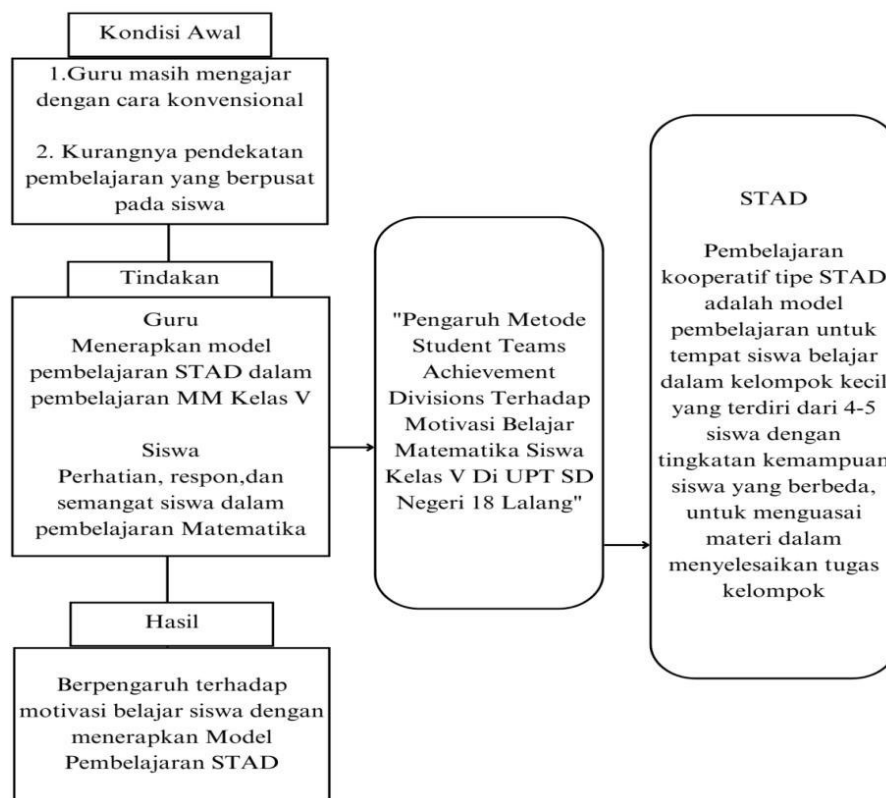 Kondisi Awal
1.Guru masih mengajar
dengan cara konvensional
2. Kurangnya pendekatan
pembelajaran yang berpusat
pada siswa
Tindakan
Guru
Menerapkan model
pembelajaran STAD dalam
pembelajaran MM Kelas V
Siswa
Perhatian, respon,dan
semangat siswa dalam
pembelajaran Matematika
Hasil
Berpengaruh terhadap
motivasi belajar siswa dengan
menerapkan Model
Pembelajaran STAD
"Pengaruh Metode
Student Teams
Achievement
Divisions Terhadap
Motivasi Belajar
Matematika Siswa
Kelas V Di UPT SD
Negeri 18 Lalang"
STAD
Pembelajaran
kooperatif tipe STAD
adalah model
pembelajaran untuk
tempat siswa belajar
dalam kelompok kecil
yang terdiri dari 4-5
siswa dengan
tingkatan kemampuan
siswa yang berbeda,
untuk menguasai
materi dalam
menyelesaikan tugas
kelompok